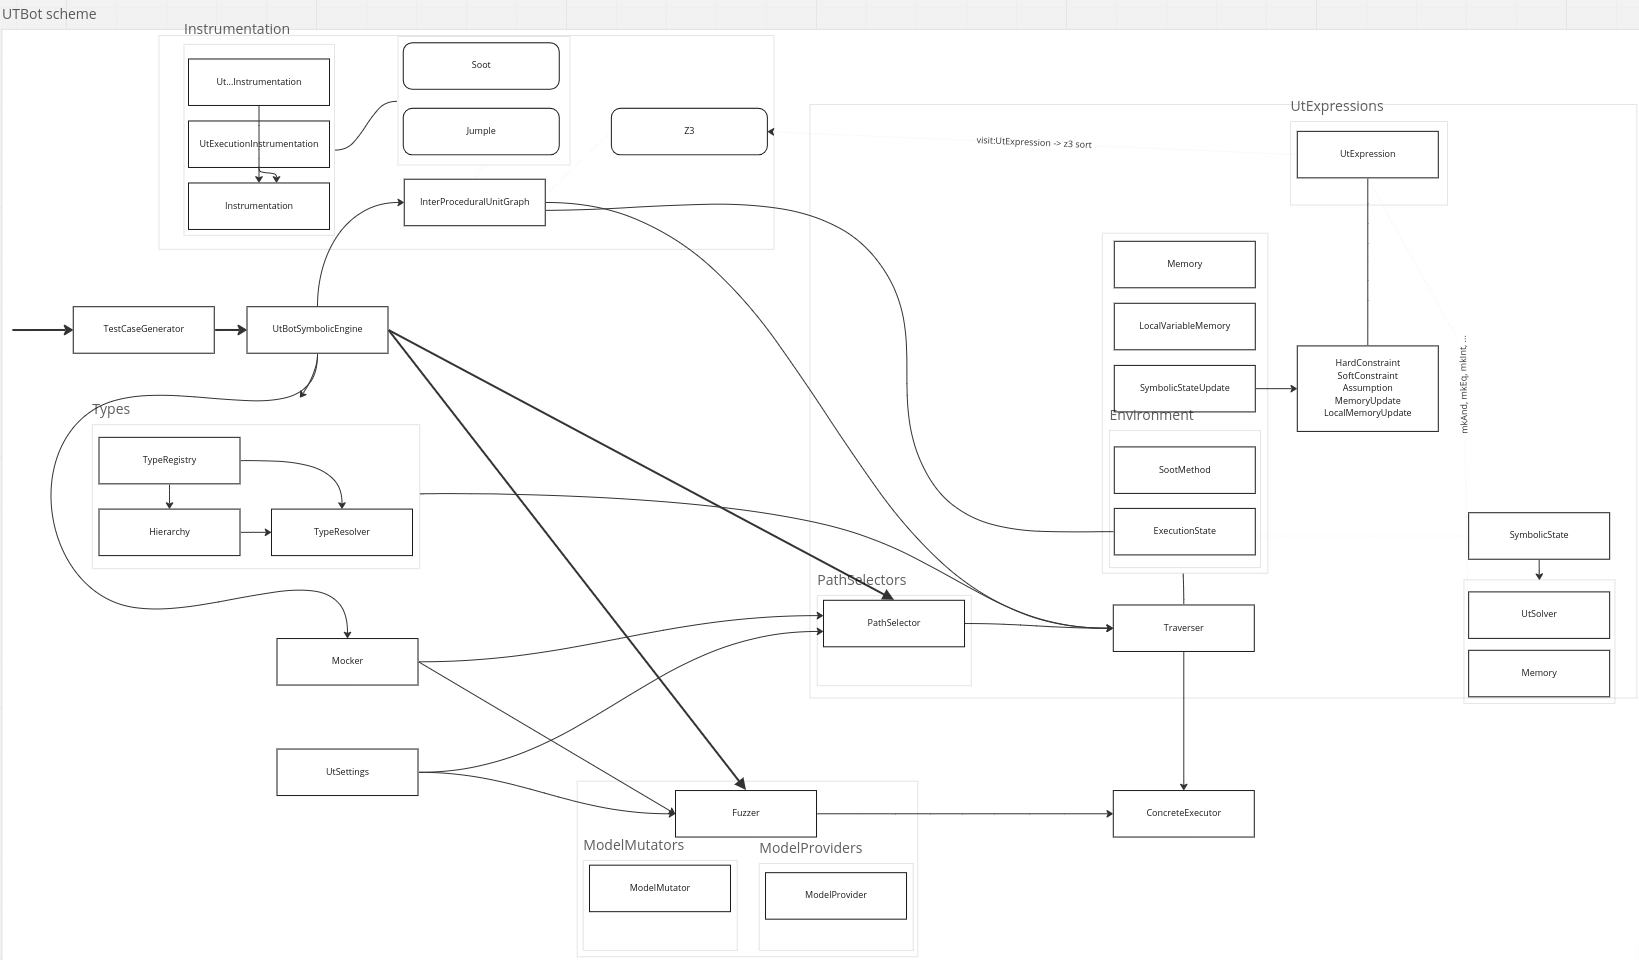 UTBot scheme
Instrumentation
Ut...Instrumentation
UtExecutionInstrumentation
Instrumentation
Soot
Jumple
Z3
InterProceduralUnitGraph
visit:UtExpression -> z3 sort
UtExpressions
UtExpression
Memory
LocalVariableMemory
SymbolicStateUpdate
HardConstraint
SoftConstraint
Assumption
MemoryUpdate
LocalMemoryUpdate
mkAnd, mkEq, mkInt, ...
TestCaseGenerator
UtBotSymbolicEngine
Types
TypeRegistry
Hierarchy
TypeResolver
Environment
SootMethod
ExecutionState
SymbolicState
UtSolver
Memory
PathSelectors
PathSelector
Traverser
Mocker
UtSettings
Fuzzer
ConcreteExecutor
ModelMutators
ModelMutator
ModelProviders
ModelProvider